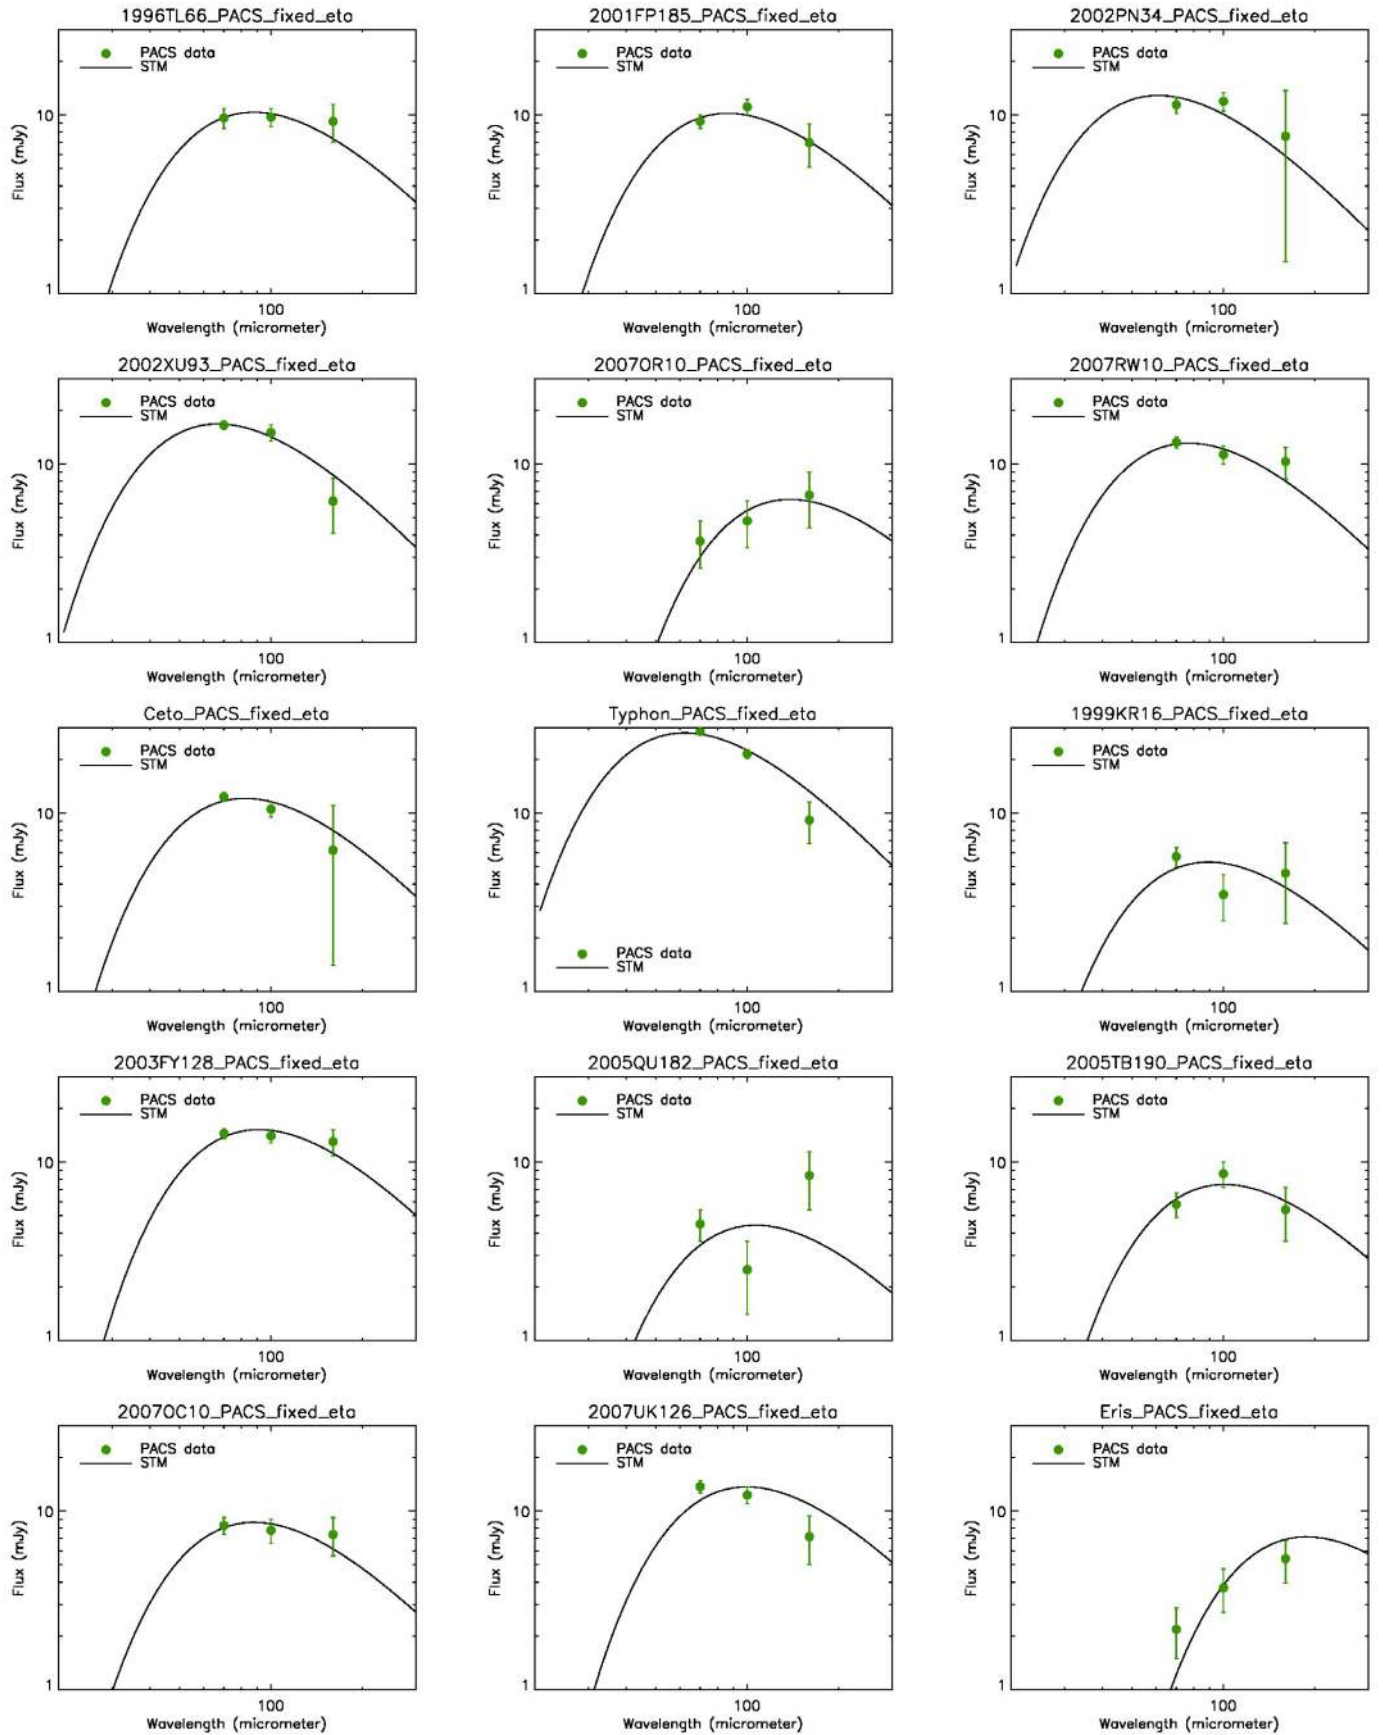 1996TL66_PACS_fixed_eta
PACS data
STM
10
1
Flux (mJy)
100
Wavelength (micrometer)
2001FP185_PACS_fixed_eta
PACS data
STM
10
1
Flux (mJy)
100
Wavelength (micrometer)
2002PN34_PACS_fixed_eta
PACS data
STM
10
1
Flux (mJy)
100
Wavelength (micrometer)
2002XU93_PACS_fixed_eta
PACS data
STM
10
1
Flux (mJy)
100
Wavelength (micrometer)
2007OR10_PACS_fixed_eta
PACS data
STM
10
1
Flux (mJy)
100
Wavelength (micrometer)
2007RW10_PACS_fixed_eta
PACS data
STM
10
1
Flux (mJy)
100
Wavelength (micrometer)
Ceto_PACS_fixed_eta
PACS data
STM
10
1
Flux (mJy)
100
Wavelength (micrometer)
Typhon_PACS_fixed_eta
10
Flux (mJy)
PACS data
STM
1
100
Wavelength (micrometer)
1999KR16_PACS_fixed_eta
PACS data
STM
10
1
Flux (mJy)
100
Wavelength (micrometer)
2003FY128_PACS_fixed_eta
PACS data
STM
10
1
Flux (mJy)
100
Wavelength (micrometer)
2005QU182_PACS_fixed_eta
PACS data
STM
10
1
Flux (mJy)
100
Wavelength (micrometer)
2005TB190_PACS_fixed_eta
PACS data
STM
10
1
Flux (mJy)
100
Wavelength (micrometer)
2007OC10_PACS_fixed_eta
PACS data
STM
10
1
Flux (mJy)
100
Wavelength (micrometer)
2007UK126_PACS_fixed_eta
PACS data
STM
10
1
Flux (mJy)
100
Wavelength (micrometer)
Eris_PACS_fixed_eta
PACS data
STM
10
1
Flux (mJy)
100
Wavelength (micrometer)